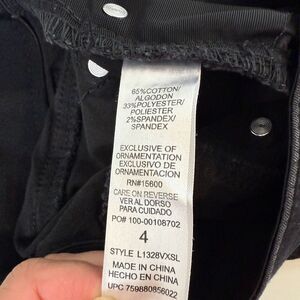 65%COTTON/
ALGODON
33%POLYESTER/
POLIESTER
2%SPANDEX/
SPANDEX
EXCLUSIVE OF
ORNAMENTATION
EXCLUSIVO DE
ORNAMENTACION
RN#15600
CARE ON REVERSE
VER AL DORSO
PARA CUIDADO
PO# 100-00108702
4
STYLE L1328VXSL
MADE IN CHINA
HECHO EN CHINA
UPC 759880856022